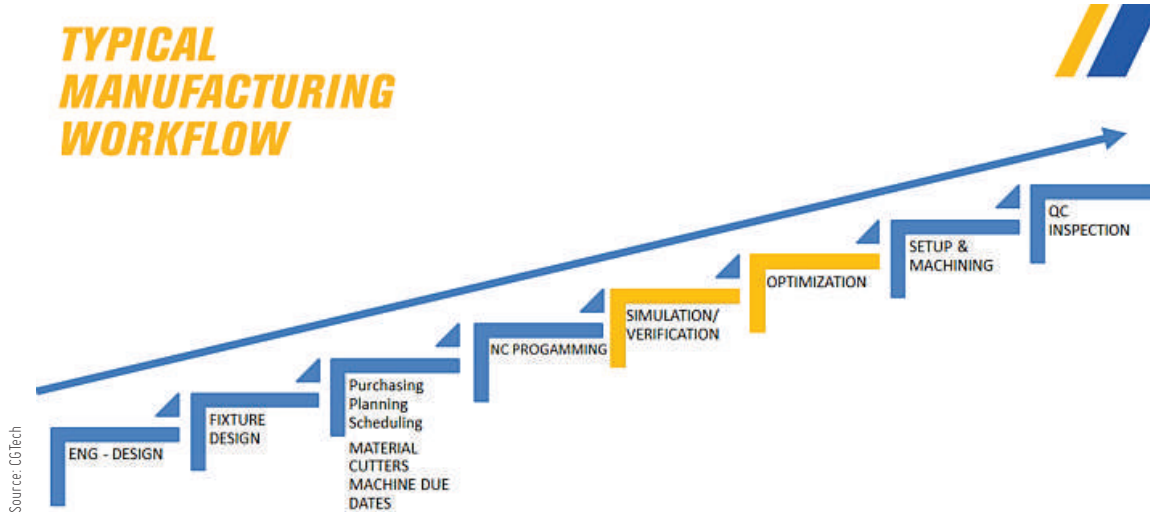 TYPICAL
MANUFACTURING
WORKFLOW
ENG - DESIGN
FIXTURE
DESIGN
Purchasing
Planning
Scheduling
MATERIAL
CUTTERS
MACHINE DUE
DATES
NC PROGAMMING
SIMULATION/
VERIFICATION
OPTIMIZATION
SETUP &
MACHINING
QC
INSPECTION
Source: CGTech